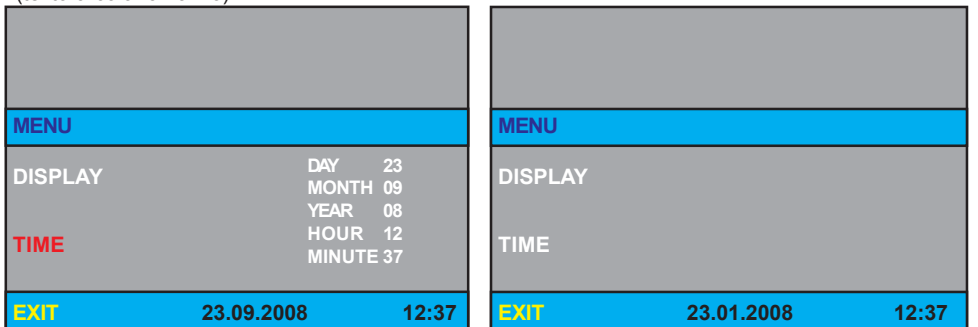 MENU
DISPLAY
DAY 23
MONTH 09
YEAR 08
HOUR 12
TIME
MINUTE 37
EXIT 23.09.2008 12:37
MENU
DISPLAY
TIME
EXIT 23.01.2008 12:37